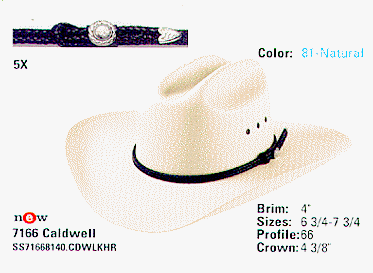 5X
Color: 81-Natural
new
7166 Caldwell
SS71668140.CDWLKHR
Brim: 4"
Sizes: 6 3/4-7 3/4
Profile:66
Crown:4 3/8"